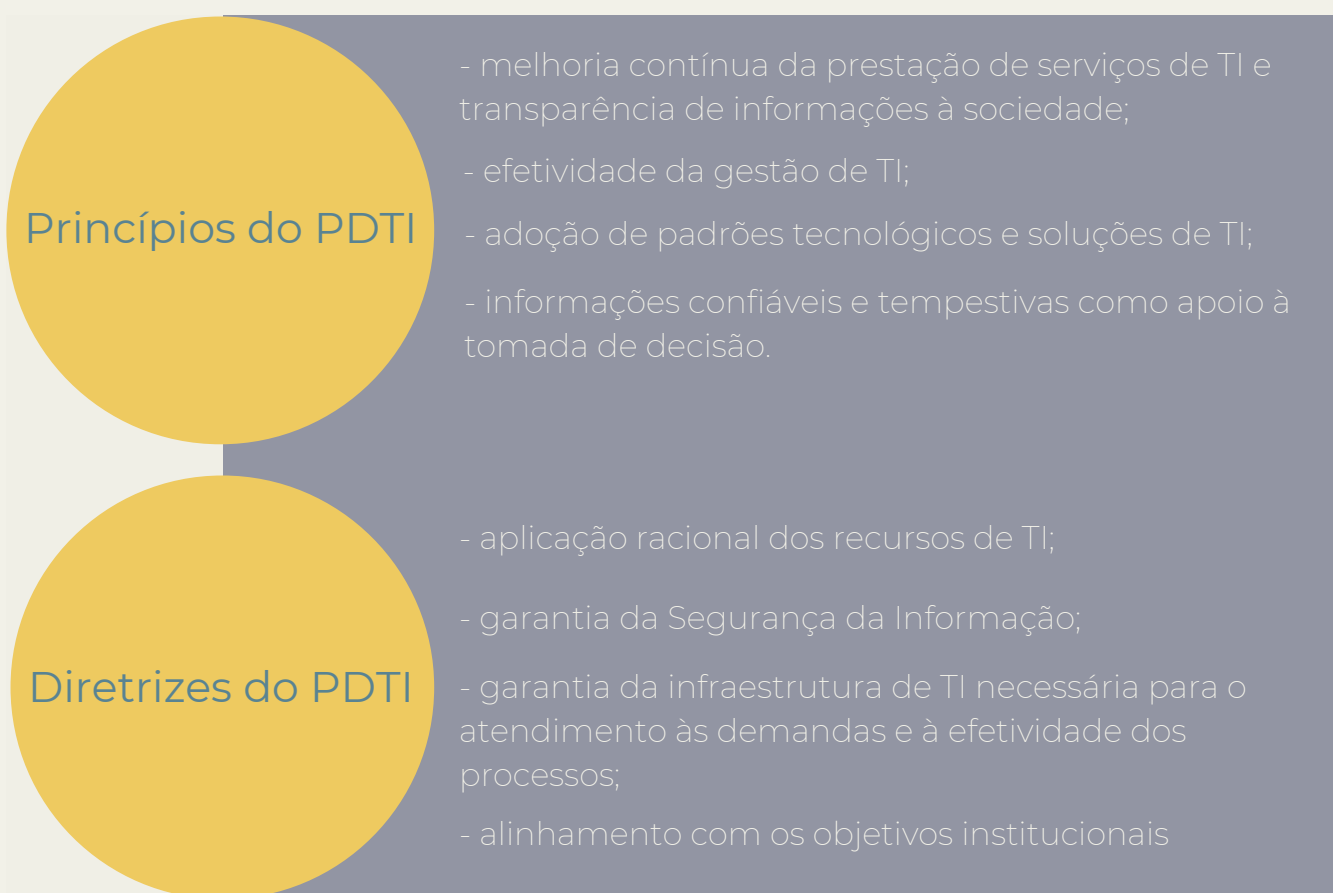 Princípios do PDTI
- melhoria contínua da prestação de serviços de TI e
transparência de informações à sociedade;
- efetividade da gestão de TI;
- adoção de padrões tecnológicos e soluções de TI;
- informações confiáveis e tempestivas como apoio à
tomada de decisão.
Diretrizes do PDTI
- aplicação racional dos recursos de TI;
- garantia da Segurança da Informação;
- garantia da infraestrutura de TI necessária para o
atendimento às demandas e à efetividade dos
processos;
- alinhamento com os objetivos institucionais